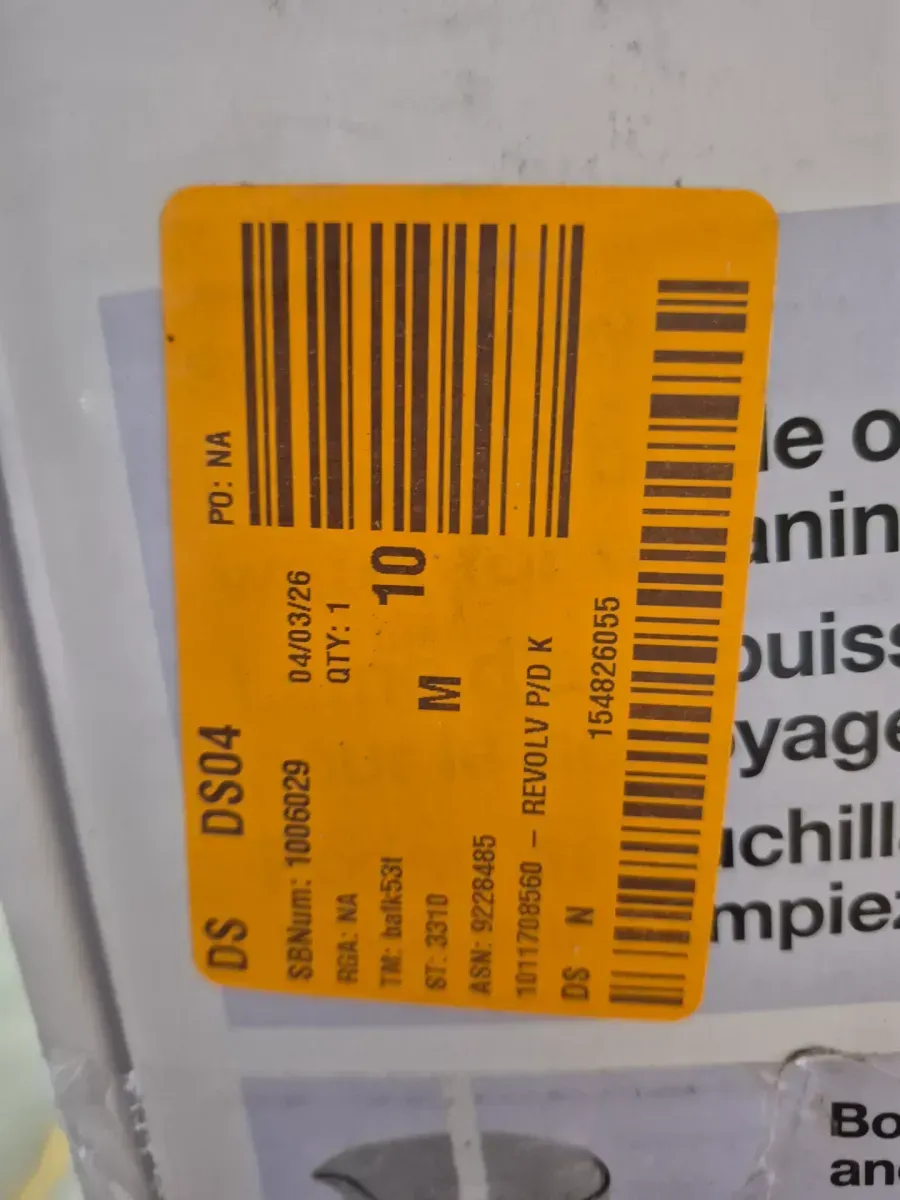 DS DS04 PO: NA
SBNum: 1006029 04/03/26
RGA: NA QTY: 1
TM: balk53t 10
ST: 3310 M
ASN: 9228485
1011708560 – REVOLV P/D K
DS N 154826055
le o
anin
ouiss
oyage
uchill
mpiez
Bo
an